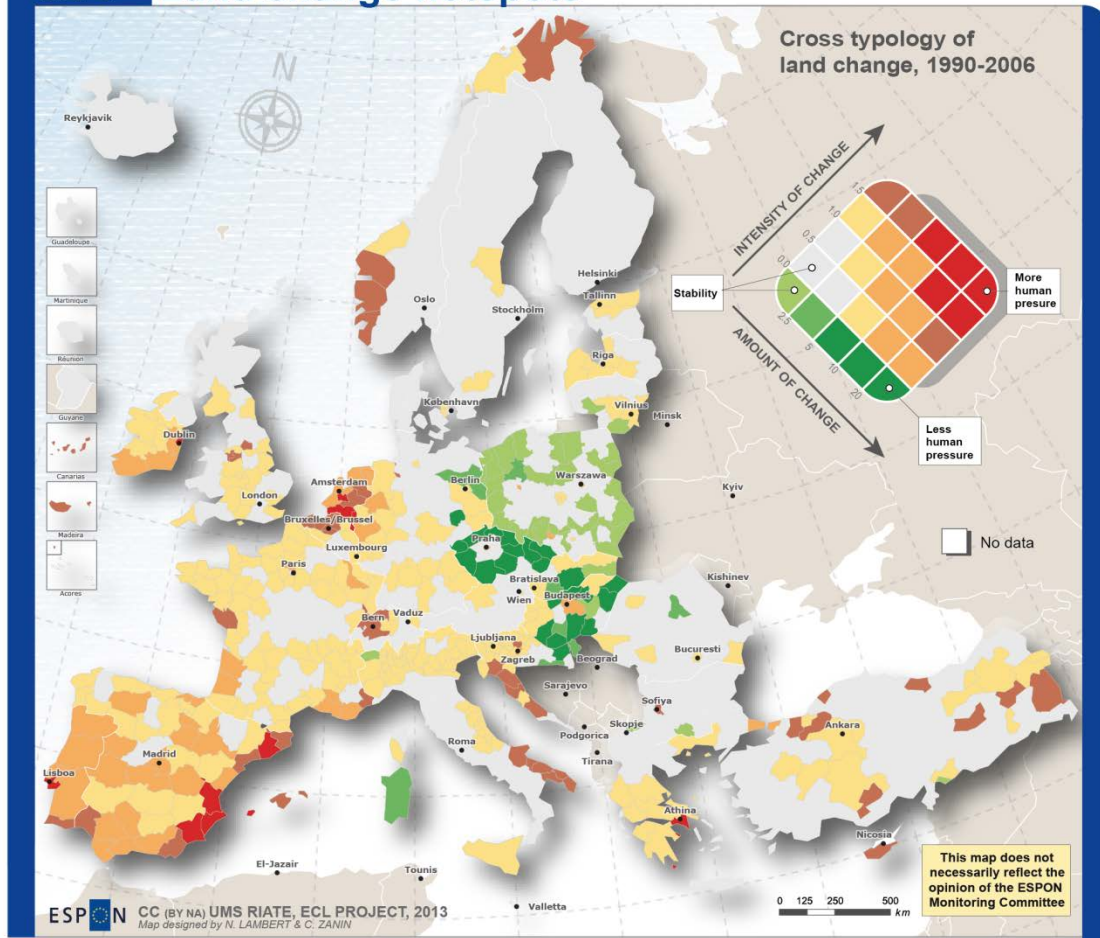 Cross typology of
land change, 1990-2006
N
Reykjavik
Guadeloupe
Martinique
Réunion
Guyane
Canarias
Madeira
Acores
INTENSITY OF CHANGE
1.5
1.0
0.5
0.0
Stability
More
human
presure
2.5
5
10
20
AMOUNT OF CHANGE
Less
human
pressure
Helsinki
Tallinn
Oslo
Stockholm
Riga
København
Vilnius
Minsk
Dublin
Amsterdam
Berlin
Warszawa
London
Bruxelles/Brussel
Kyiv
Praha
Luxembourg
Paris
No data
Bratislava
Kishinev
Wien
Budapest
Bern
Vaduz
Ljubljana
Zagreb
Beograd
Bucuresti
Sarajevo
Sofiya
Skopje
Podgorica
Ankara
Roma
Tirana
Madrid
Lisboa
Athina
Nicosia
El-Jazair
Tounis
Valletta
This map does not
necessarily reflect the
opinion of the ESPON
Monitoring Committee
0 125 250 500
km
ESPON CC (BY NA) UMS RIATE, ECL PROJECT, 2013
Map designed by N. LAMBERT & C. ZANIN